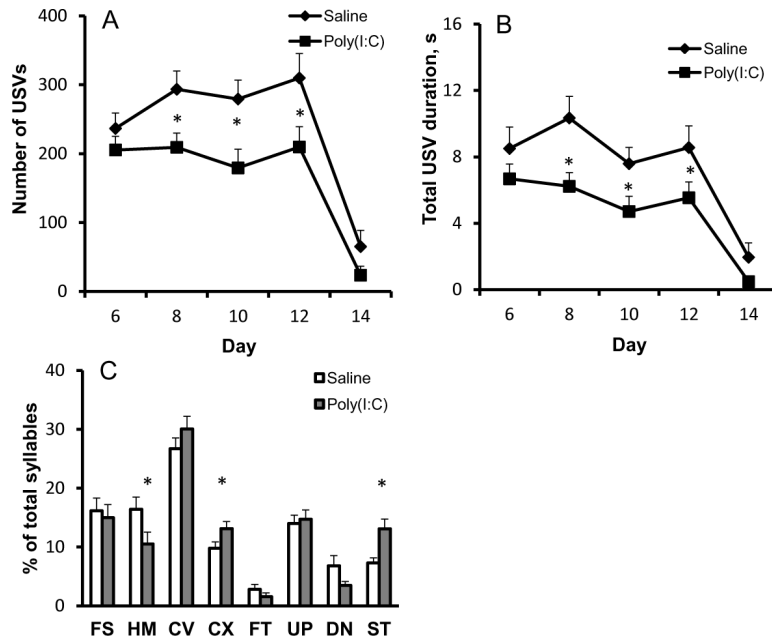 A
Saline
Poly(I:C)
Number of USVs
400
300
200
100
0
*
*
*
6 8 10 12 14
Day
B
Saline
Poly(I:C)
Total USV duration, s
16
12
8
4
0
*
*
*
6 8 10 12 14
Day
C
Saline
Poly(I:C)
% of total syllables
40
30
20
10
0
*
*
*
FS HM CV CX FT UP DN ST